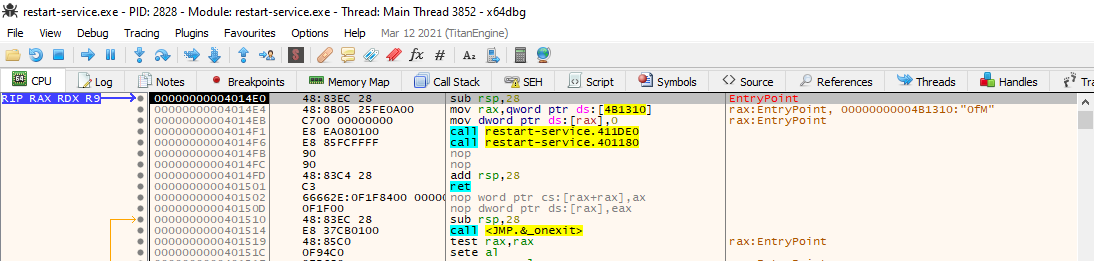 restart-service.exe - PID: 2828 - Module: restart-service.exe - Thread: Main Thread 3852 - x64dbg
File View Debug Tracing Plugins Favourites Options Help Mar 12 2021 (TitanEngine)
CPU Log Notes Breakpoints Memory Map Call Stack SEH Script Symbols Source References Threads Handles
RIP RAX RDX R9 00000000004014E0 48:83EC 28 sub rsp,28 EntryPoint
00000000004014E4 48:8B05 25FE0A00 mov rax,qword ptr ds:[4B1310] rax:EntryPoint, 00000000004B1310:"0fM"
00000000004014EB C700 00000000 mov dword ptr ds:[rax],0 rax:EntryPoint
00000000004014F1 E8 EA080100 call restart-service.411DE0
00000000004014F6 E8 85FCFFFF call restart-service.401180
00000000004014FB 90 nop
00000000004014FC 90 nop
00000000004014FD 48:83C4 28 add rsp,28
0000000000401501 C3 ret
0000000000401502 66662E:0F1F8400 00000 nop word ptr cs:[rax+rax],ax
000000000040150D 0F1F00 nop dword ptr ds:[rax],eax
0000000000401510 48:83EC 28 sub rsp,28
0000000000401514 E8 37CB0100 call <JMP.&_onexit>
0000000000401519 48:85C0 test rax,rax rax:EntryPoint
000000000040151C 0F94C0 sete al